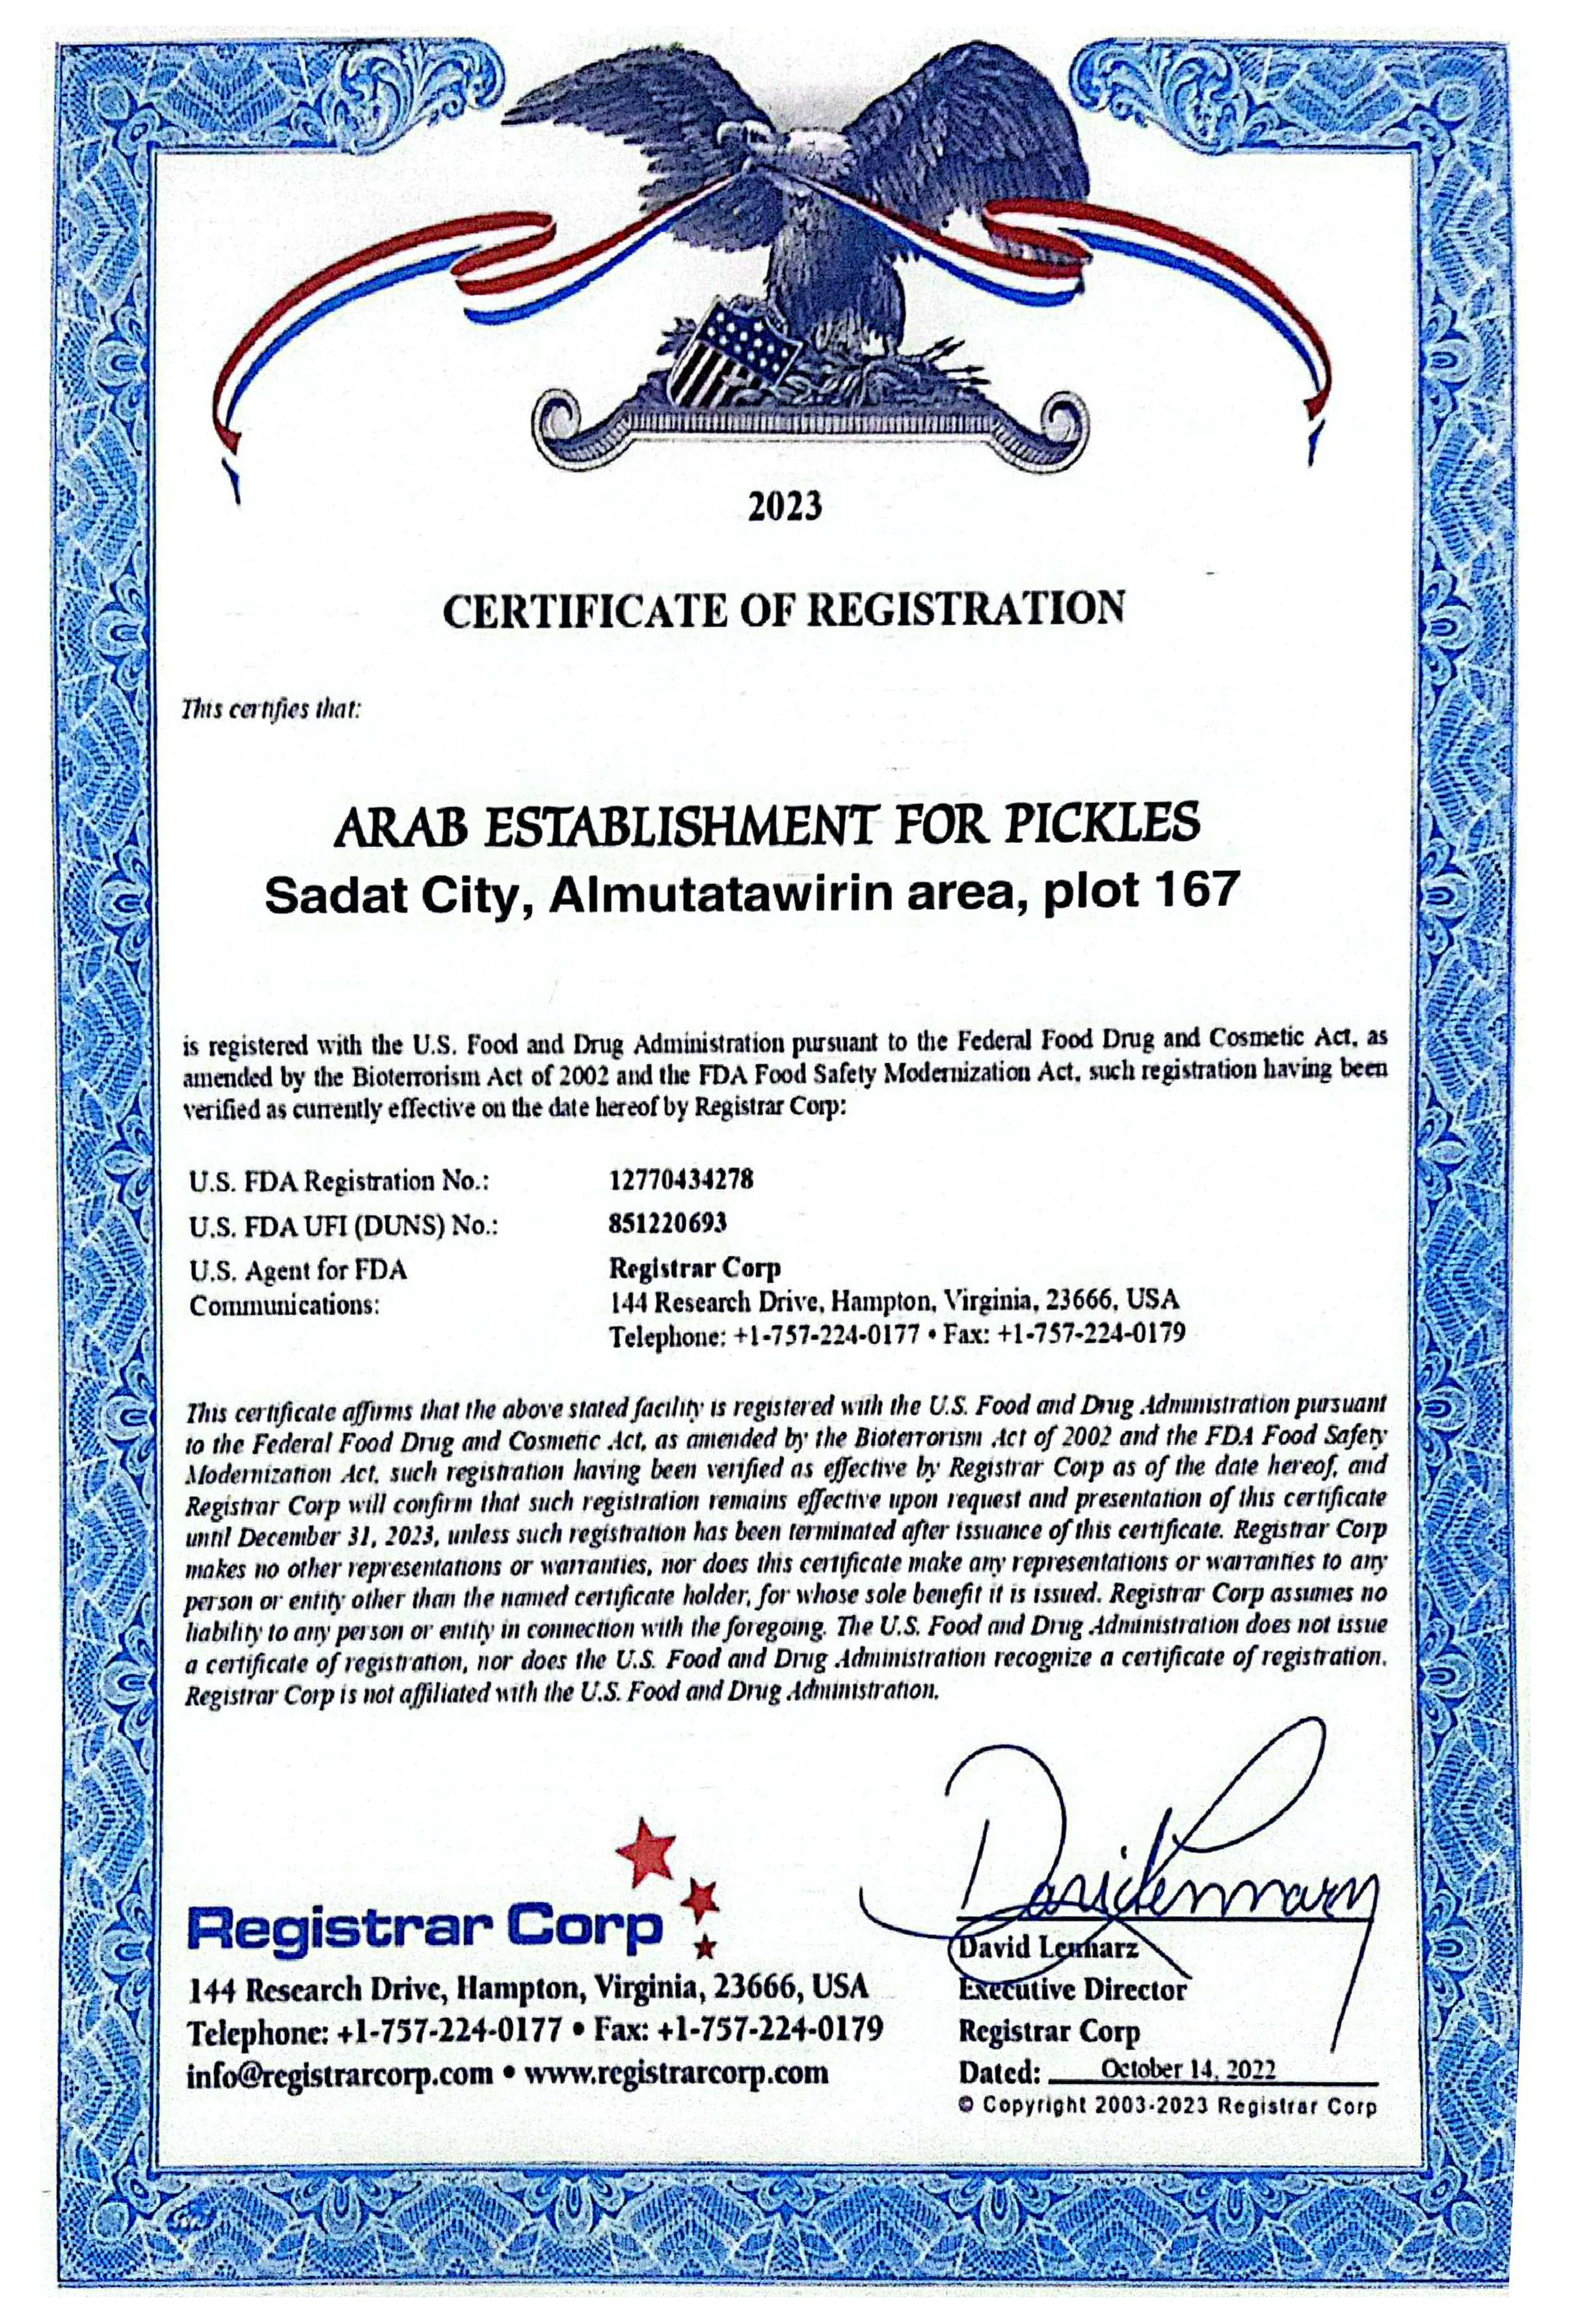 2023
CERTIFICATE OF REGISTRATION
This certifies that:
ARAB ESTABLISHMENT FOR PICKLES
Sadat City, Almutatawirin area, plot 167
is registered with the U.S. Food and Drug Administration pursuant to the Federal Food Drug and Cosmetic Act, as
amended by the Bioterrorism Act of 2002 and the FDA Food Safety Modernization Act, such registration having been
verified as currently effective on the date hereof by Registrar Corp:
U.S. FDA Registration No.: 12770434278
U.S. FDA UFI (DUNS) No.: 851220693
U.S. Agent for FDA Registrar Corp
Communications: 144 Research Drive, Hampton, Virginia, 23666, USA
Telephone: +1-757-224-0177 • Fax: +1-757-224-0179
This certificate affirms that the above stated facility is registered with the U.S. Food and Drug Administration pursuant
to the Federal Food Drug and Cosmetic Act, as amended by the Bioterrorism Act of 2002 and the FDA Food Safety
Modernization Act, such registration having been verified as effective by Registrar Corp as of the date hereof, and
Registrar Corp will confirm that such registration remains effective upon request and presentation of this certificate
until December 31, 2023, unless such registration has been terminated after issuance of this certificate. Registrar Corp
makes no other representations or warranties, nor does this certificate make any representations or warranties to any
person or entity other than the named certificate holder, for whose sole benefit it is issued. Registrar Corp assumes no
liability to any person or entity in connection with the foregoing. The U.S. Food and Drug Administration does not issue
a certificate of registration, nor does the U.S. Food and Drug Administration recognize a certificate of registration.
Registrar Corp is not affiliated with the U.S. Food and Drug Administration.
Registrar Corp
144 Research Drive, Hampton, Virginia, 23666, USA
Telephone: +1-757-224-0177 • Fax: +1-757-224-0179
info@registrarcorp.com • www.registrarcorp.com
David Lenharz
Executive Director
Registrar Corp
Dated: October 14, 2022
© Copyright 2003-2023 Registrar Corp